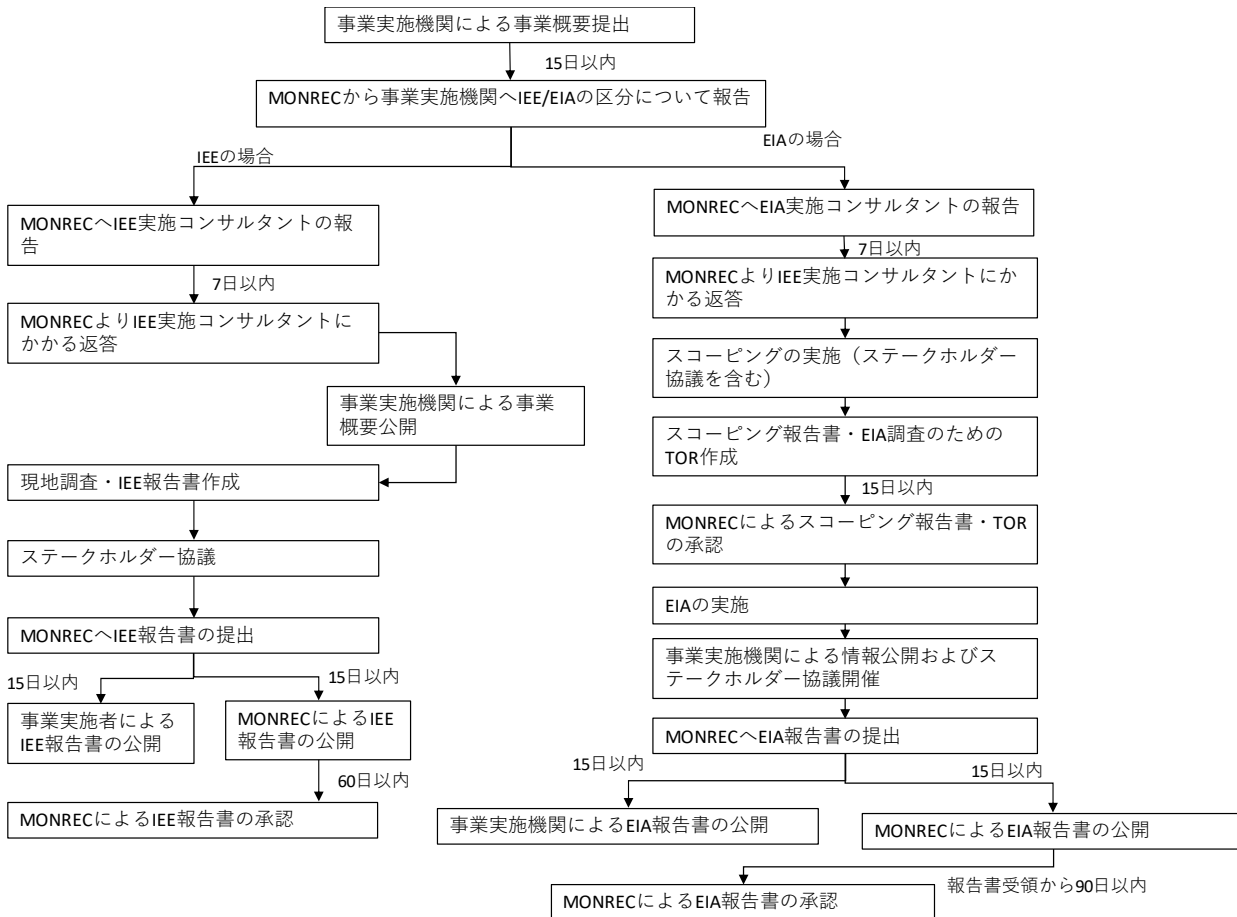 事業実施機関による事業概要提出
15日以内
MONRECから事業実施機関へIEE/EIAの区分について報告
IEEの場合
EIAの場合
MONRECへIEE実施コンサルタントの報
告
7日以内
MONRECよりIEE実施コンサルタントに
かかる返答
事業実施機関による事業
概要公開
現地調査・IEE報告書作成
ステークホルダー協議
MONRECへIEE報告書の提出
15日以内
15日以内
事業実施者による
IEE報告書の公開
MONRECによるIEE
報告書の公開
60日以内
MONRECによるIEE報告書の承認
MONRECへEIA実施コンサルタントの報告
7日以内
MONRECよりIEE実施コンサルタントにか
かる返答
スコーピングの実施（ステークホルダー
協議を含む）
スコーピング報告書・EIA調査のための
TOR作成
15日以内
MONRECによるスコーピング報告書・TOR
の承認
EIAの実施
事業実施機関による情報公開およびス
テークホルダー協議開催
MONRECへEIA報告書の提出
15日以内
15日以内
事業実施機関によるEIA報告書の公開
MONRECによるEIA報告書の公開
報告書受領から90日以内
MONRECによるEIA報告書の承認